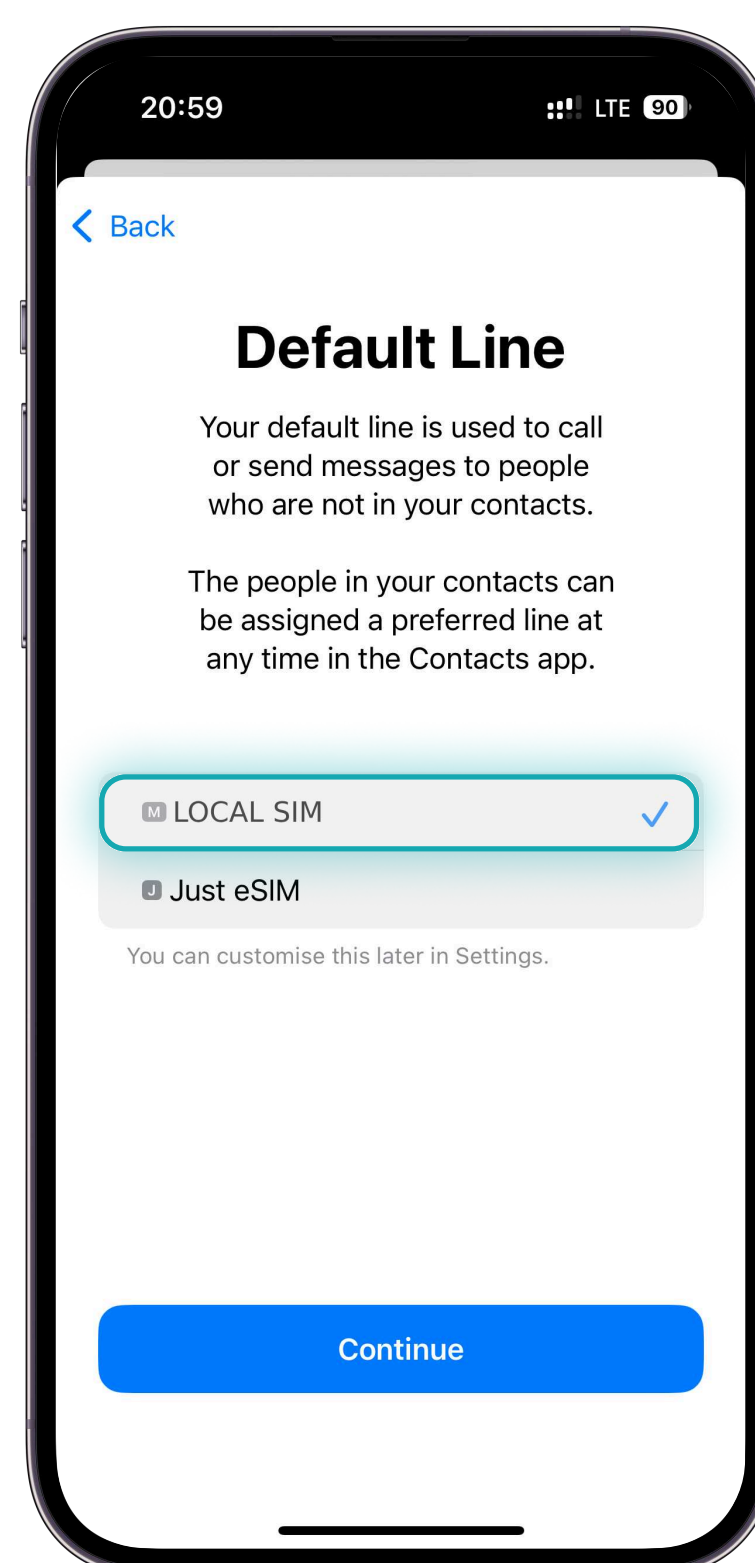 20:59 LTE 90
Back
Default Line
Your default line is used to call
or send messages to people
who are not in your contacts.
The people in your contacts can
be assigned a preferred line at
any time in the Contacts app.
M LOCAL SIM
J Just eSIM
You can customise this later in Settings.
Continue